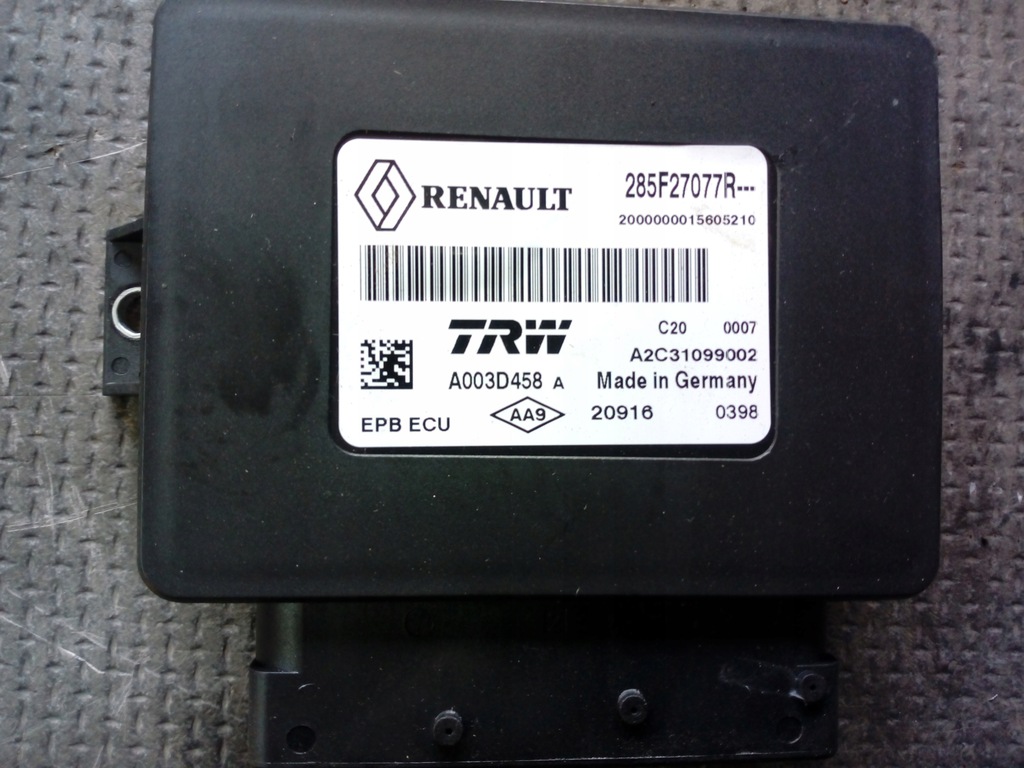 RENAULT 285F27077R---
2000000015605210
TRW C20 0007
A2C31099002
A003D458 A Made in Germany
EPB ECU AA9 20916 0398